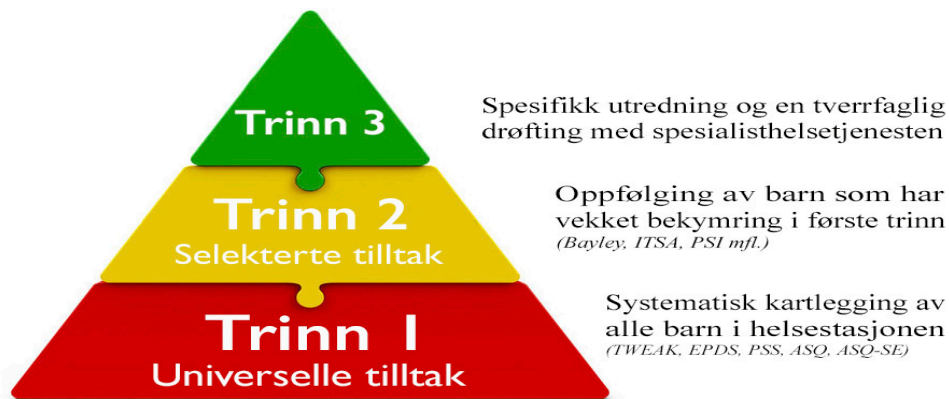 Trinn 3
Spesifikk utredning og en tverrfaglig
drøfting med spesialisthelsetjenesten
Trinn 2
Selekterte tilltak
Oppfølging av barn som har
vekket bekymring i første trinn
(Bayley, ITSA, PSI mfl.)
Trinn 1
Universelle tilltak
Systematisk kartlegging av
alle barn i helsestasjonen
(TWEAK, EPDS, PSS, ASQ, ASQ-SE)